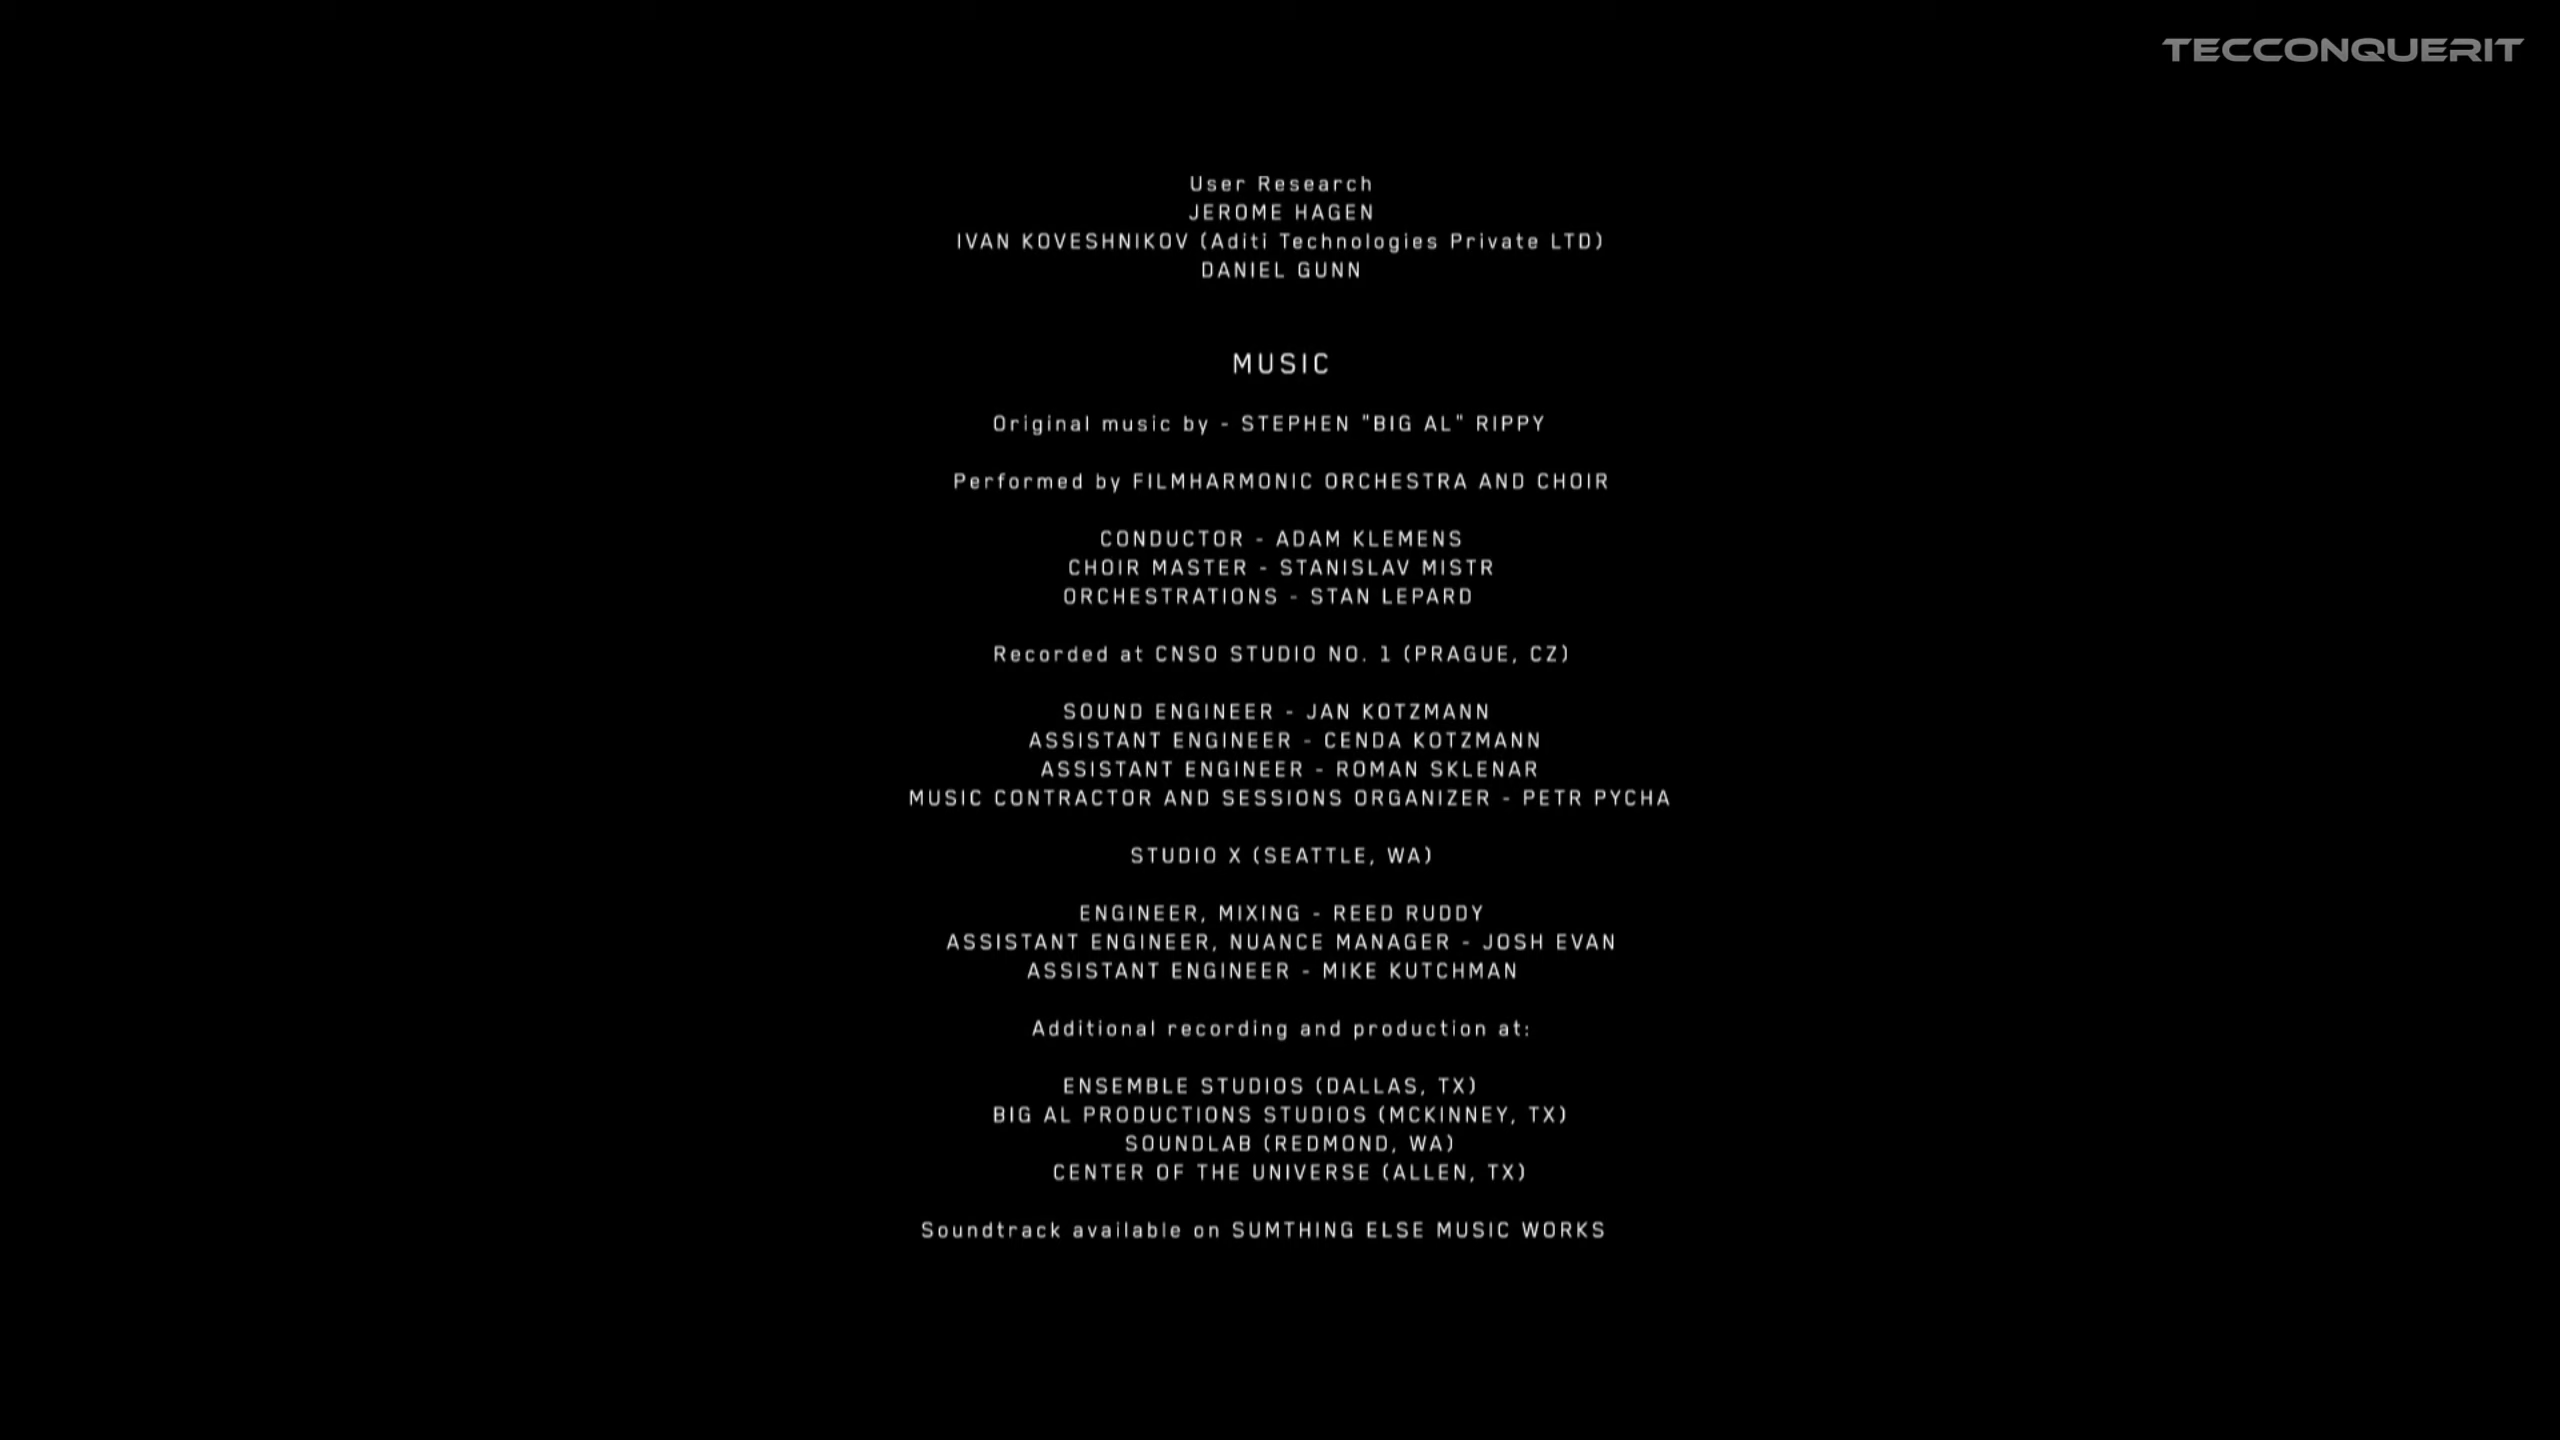 TECCONQUERIT
User Research
JEROME HAGEN
IVAN KOVESHNIKOV (Aditi Technologies Private LTD)
DANIEL GUNN
MUSIC
Original music by - STEPHEN "BIG AL" RIPPY
Performed by FILMHARMONIC ORCHESTRA AND CHOIR
CONDUCTOR - ADAM KLEMENS
CHOIR MASTER - STANISLAV MISTR
ORCHESTRATIONS - STAN LEPARD
Recorded at CNSO STUDIO NO. 1 (PRAGUE, CZ)
SOUND ENGINEER - JAN KOTZMANN
ASSISTANT ENGINEER - CENDA KOTZMANN
ASSISTANT ENGINEER - ROMAN SKLENAR
MUSIC CONTRACTOR AND SESSIONS ORGANIZER - PETR PYCHA
STUDIO X (SEATTLE, WA)
ENGINEER, MIXING - REED RUDDY
ASSISTANT ENGINEER, NUANCE MANAGER - JOSH EVAN
ASSISTANT ENGINEER - MIKE KUTCHMAN
Additional recording and production at:
ENSEMBLE STUDIOS (DALLAS, TX)
BIG AL PRODUCTIONS STUDIOS (MCKINNEY, TX)
SOUNDLAB (REDMOND, WA)
CENTER OF THE UNIVERSE (ALLEN, TX)
Soundtrack available on SUMTHING ELSE MUSIC WORKS